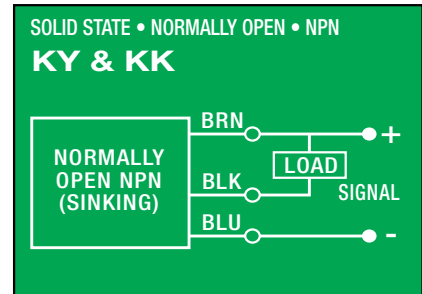 SOLID STATE • NORMALLY OPEN • NPN
KY & KK
BRN
+
NORMALLY
OPEN NPN
(SINKING)
LOAD
BLK
SIGNAL
BLU
-